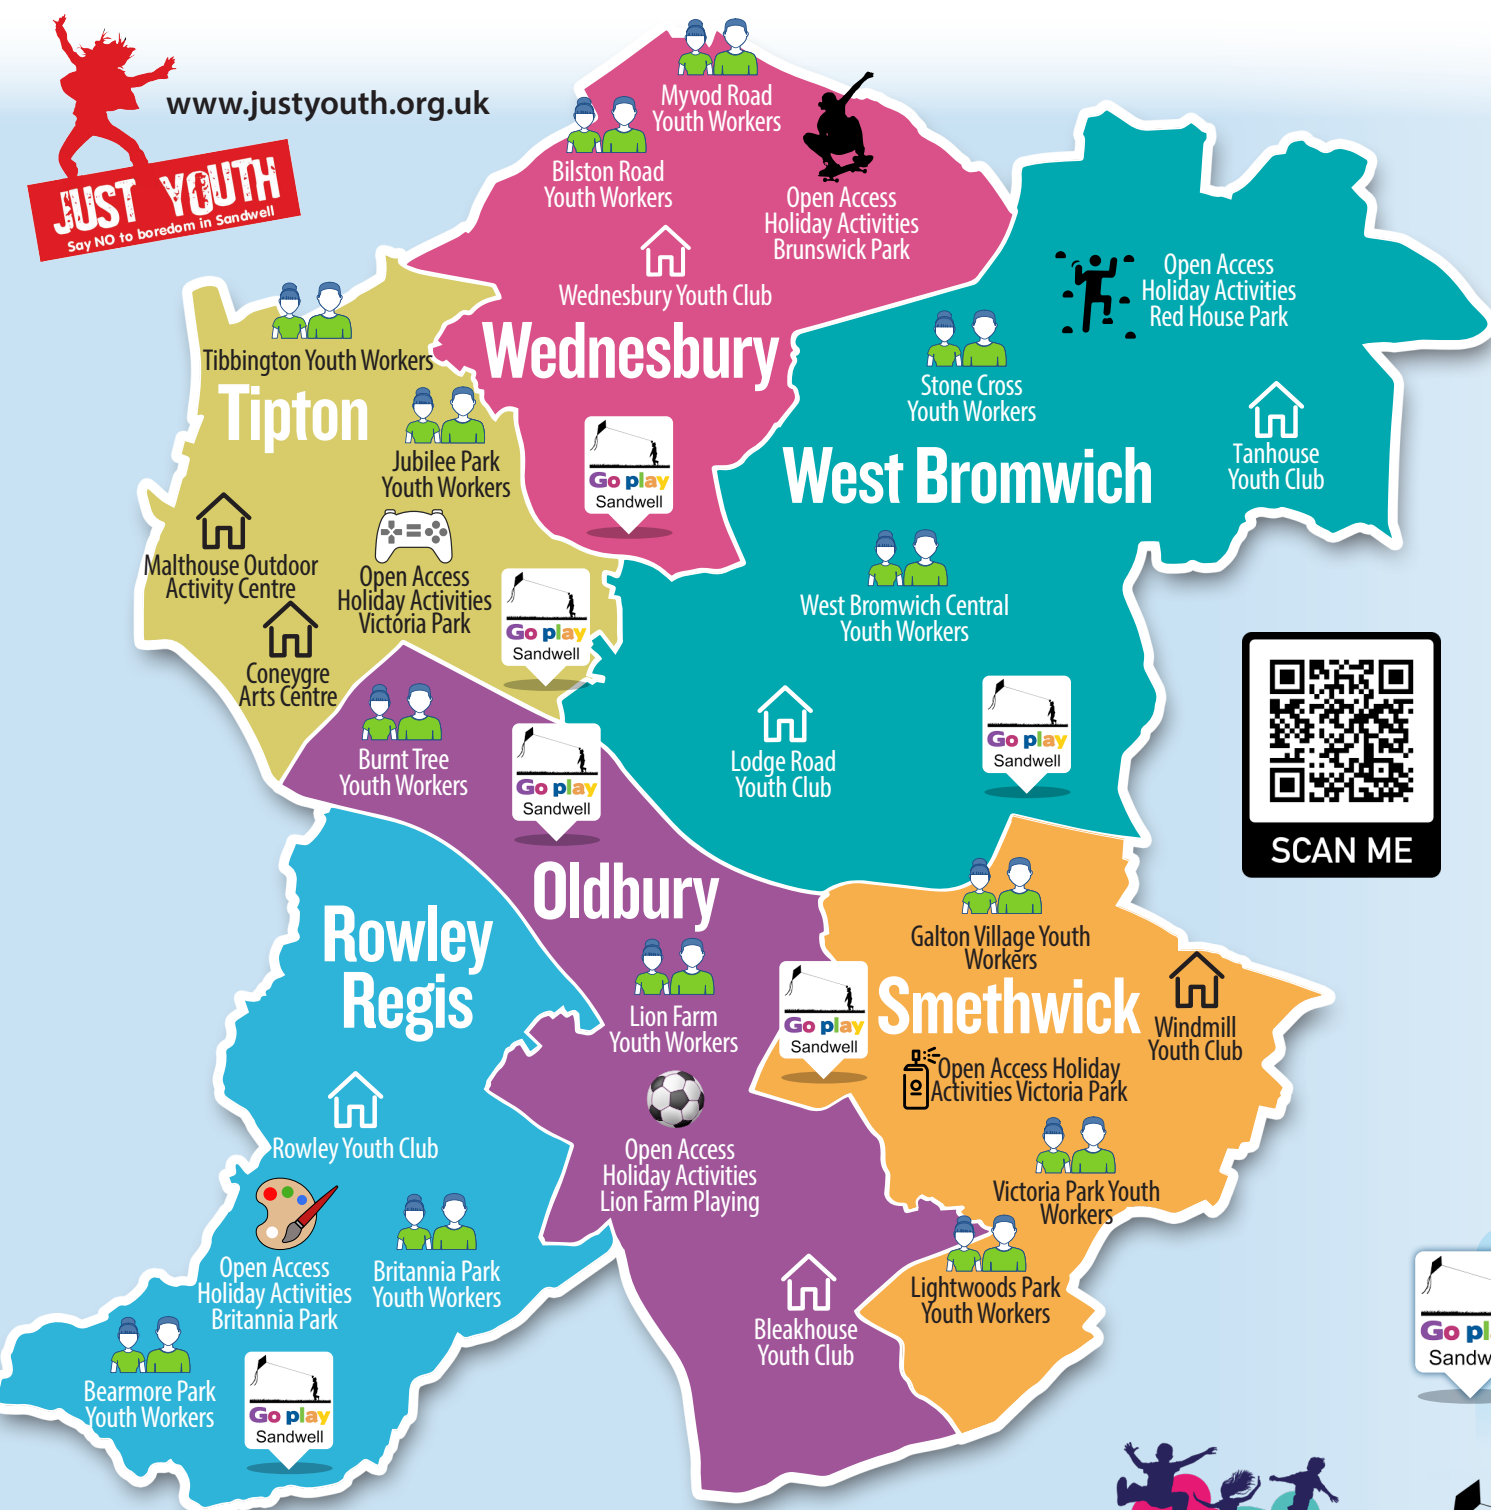 www.justyouth.org.uk
JUST YOUTH
Say NO to boredom in Sandwell
Myvod Road
Youth Workers
Bilston Road
Youth Workers
Open Access
Holiday Activities
Brunswick Park
Wednesbury Youth Club
Wednesbury
Go play
Sandwell
Tibbington Youth Workers
Tipton
Jubilee Park
Youth Workers
Malthouse Outdoor
Activity Centre
Open Access
Holiday Activities
Victoria Park
Coneygre
Arts Centre
Go play
Sandwell
Open Access
Holiday Activities
Red House Park
Stone Cross
Youth Workers
Tanhouse
Youth Club
West Bromwich
West Bromwich Central
Youth Workers
Lodge Road
Youth Club
Go play
Sandwell
SCAN ME
Burnt Tree
Youth Workers
Go play
Sandwell
Oldbury
Lion Farm
Youth Workers
Open Access
Holiday Activities
Lion Farm Playing
Bleakhouse
Youth Club
Rowley
Regis
Rowley Youth Club
Open Access
Holiday Activities
Britannia Park
Britannia Park
Youth Workers
Bearmore Park
Youth Workers
Go play
Sandwell
Galton Village Youth
Workers
Smethwick
Go play
Sandwell
Windmill
Youth Club
Open Access Holiday
Activities Victoria Park
Victoria Park Youth
Workers
Lightwoods Park
Youth Workers
Go pl
Sandw